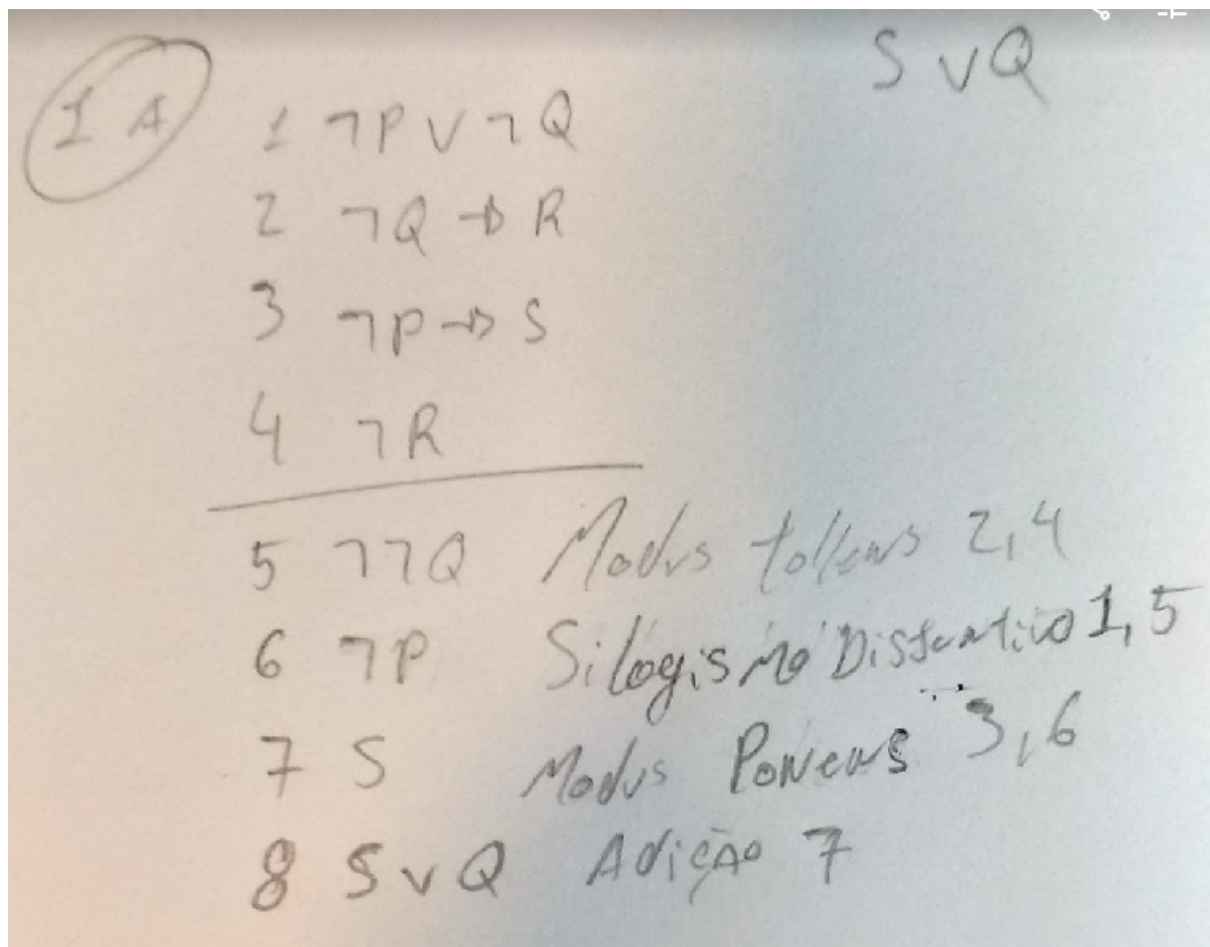 S ∨ Q
1 A
1 ¬P ∨ ¬Q
2 ¬Q → R
3 ¬P → S
4 ¬R
5 ¬¬Q Modus tollens 2,4
6 ¬P Silogismo Disjuntivo 1,5
7 S Modus Ponens 3,6
8 S ∨ Q Adição 7